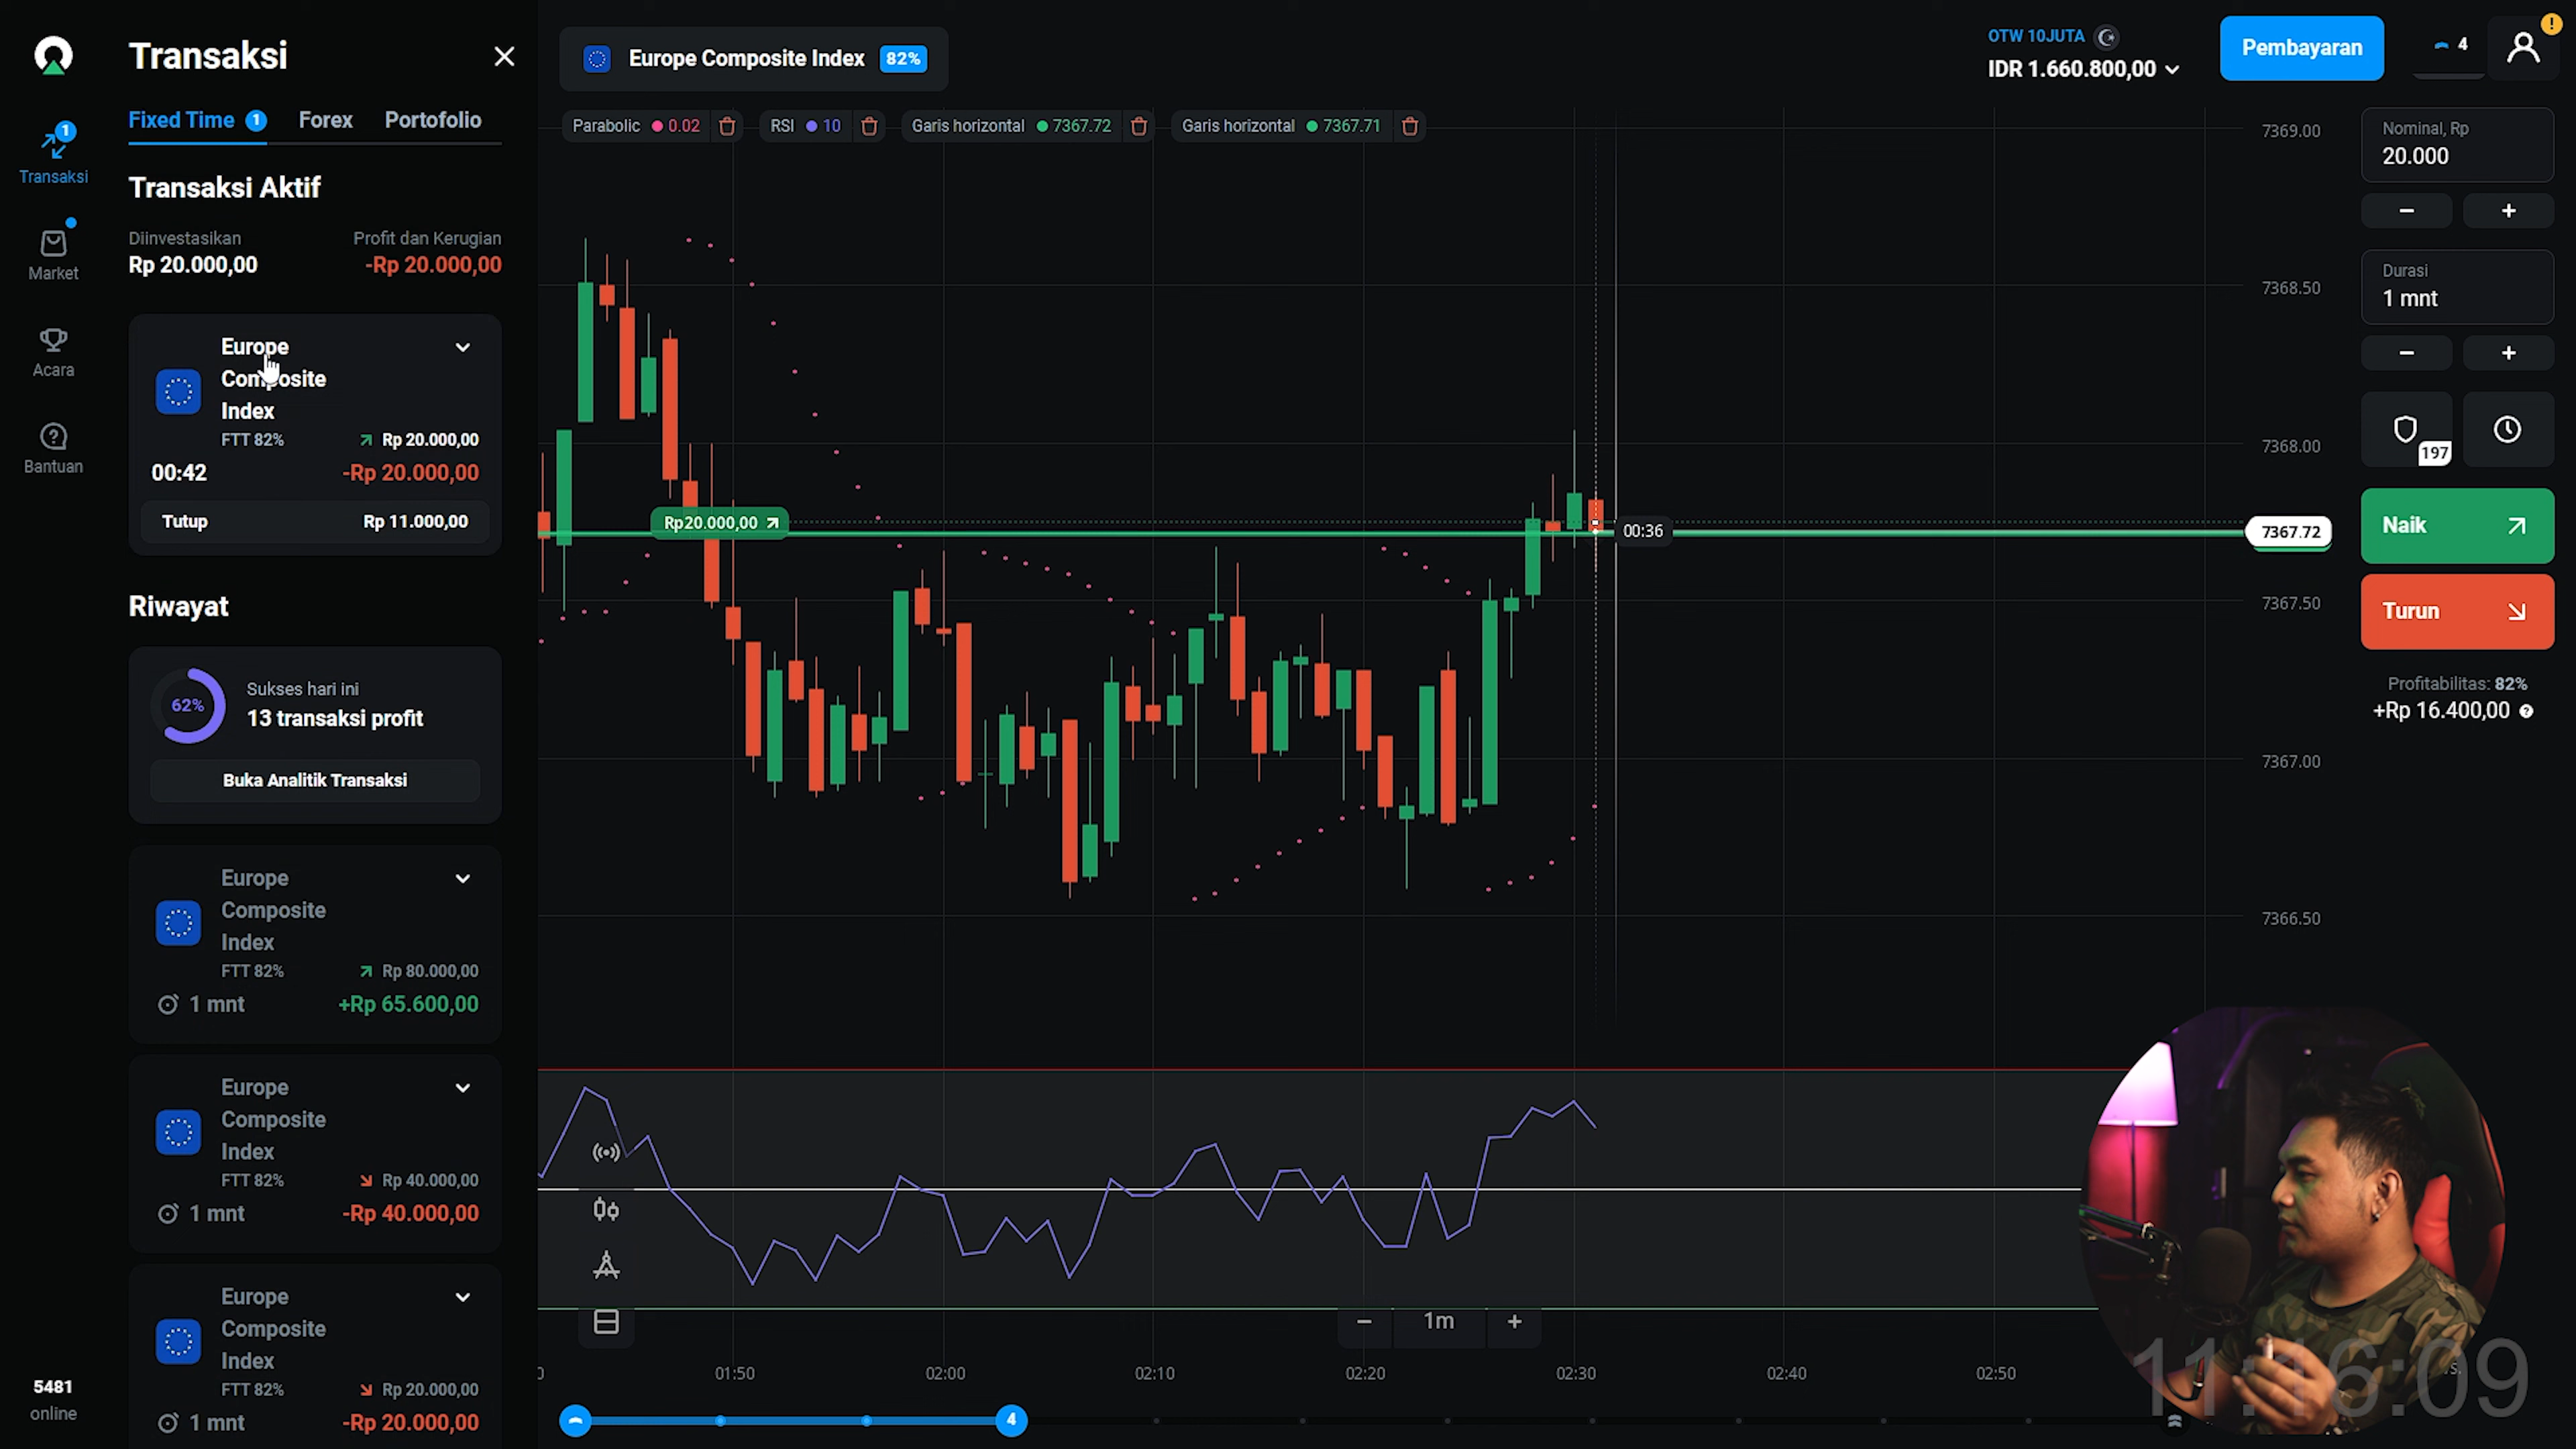 Transaksi
Fixed Time 1
Forex
Portofolio
Transaksi Aktif
Diinvestasikan
Profit dan Kerugian
Rp 20.000,00
-Rp 20.000,00
Europe
Composite
Index
FTT 82%
Rp 20.000,00
00:42
-Rp 20.000,00
Tutup
Rp 11.000,00
Riwayat
62%
Sukses hari ini
13 transaksi profit
Buka Analitik Transaksi
Europe
Composite
Index
FTT 82%
Rp 80.000,00
1 mnt
+Rp 65.600,00
Europe
Composite
Index
FTT 82%
Rp 40.000,00
1 mnt
-Rp 40.000,00
Europe
Composite
Index
FTT 82%
Rp 20.000,00
1 mnt
-Rp 20.000,00
1
Transaksi
Market
Acara
Bantuan
5481
online
Europe Composite Index 82%
Parabolic 0.02
RSI 10
Garis horizontal 7367.72
Garis horizontal 7367.71
OTW 10JUTA
IDR 1.660.800,00
Pembayaran
4
!
7369.00
7368.50
7368.00
7367.72
7367.50
7367.00
7366.50
Rp20.000,00
00:36
Nominal, Rp
20.000
−
+
Durasi
1 mnt
−
+
197
Naik
Turun
Profitabilitas: 82%
+Rp 16.400,00
− 1m +
01:50
02:00
02:10
02:20
02:30
02:40
02:50
4
11:16:09